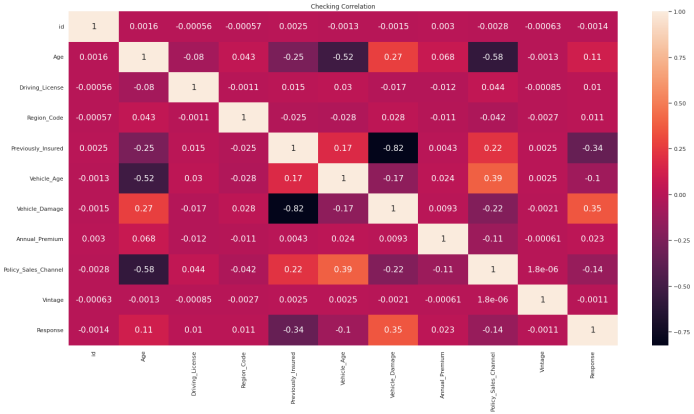 Checking Correlation
id 1 0.0016 -0.00056 -0.00057 0.0025 -0.0013 -0.0015 0.003 -0.0028 -0.00063 -0.0014
Age 0.0016 1 -0.08 0.043 -0.25 -0.52 0.27 0.068 -0.58 -0.0013 0.11
Driving_License -0.00056 -0.08 1 -0.0011 0.015 0.03 -0.017 -0.012 0.044 -0.00085 0.01
Region_Code -0.00057 0.043 -0.0011 1 -0.025 -0.028 0.028 -0.011 -0.042 -0.0027 0.011
Previously_Insured 0.0025 -0.25 0.015 -0.025 1 0.17 -0.82 0.0043 0.22 0.0025 -0.34
Vehicle_Age -0.0013 -0.52 0.03 -0.028 0.17 1 -0.17 0.024 0.39 0.0025 -0.1
Vehicle_Damage -0.0015 0.27 -0.017 0.028 -0.82 -0.17 1 0.0093 -0.22 -0.0021 0.35
Annual_Premium 0.003 0.068 -0.012 -0.011 0.0043 0.024 0.0093 1 -0.11 -0.00061 0.023
Policy_Sales_Channel -0.0028 -0.58 0.044 -0.042 0.22 0.39 -0.22 -0.11 1 1.8e-06 -0.14
Vintage -0.00063 -0.0013 -0.00085 -0.0027 0.0025 0.0025 -0.0021 -0.00061 1.8e-06 1 -0.0011
Response -0.0014 0.11 0.01 0.011 -0.34 -0.1 0.35 0.023 -0.14 -0.0011 1
id
Age
Driving_License
Region_Code
Previously_Insured
Vehicle_Age
Vehicle_Damage
Annual_Premium
Policy_Sales_Channel
Vintage
Response
1.00
0.75
0.50
0.25
0.00
-0.25
-0.50
-0.75